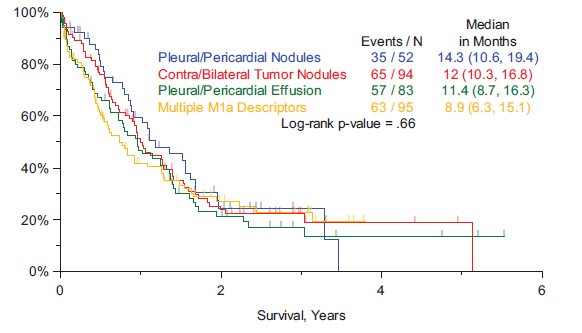 100%
80%
60%
40%
20%
0%
Median
Events / N in Months
Pleural/Pericardial Nodules 35 / 52 14.3 (10.6, 19.4)
Contra/Bilateral Tumor Nodules 65 / 94 12 (10.3, 16.8)
Pleural/Pericardial Effusion 57 / 83 11.4 (8.7, 16.3)
Multiple M1a Descriptors 63 / 95 8.9 (6.3, 15.1)
Log-rank p-value = .66
0 2 4 6
Survival, Years